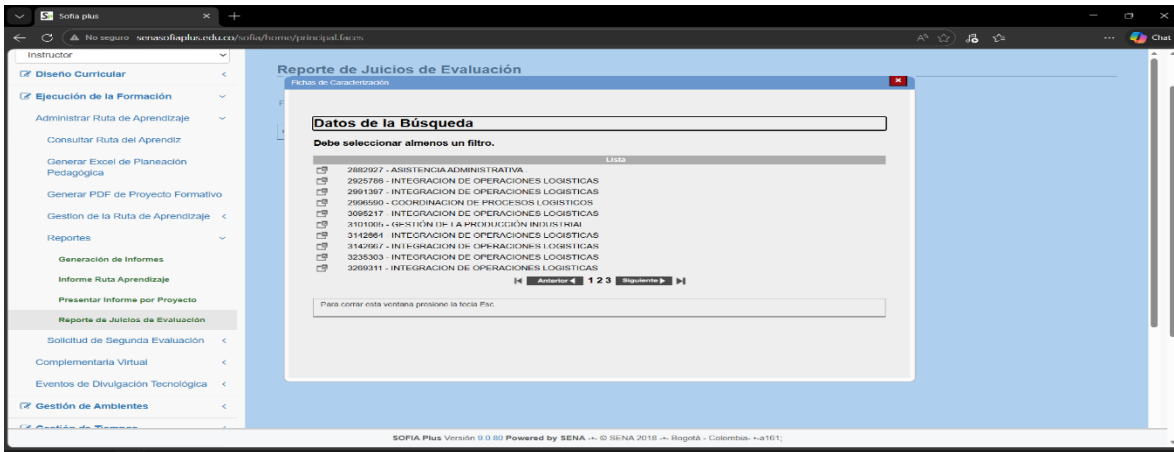 Sofia plus
No seguro senasofiaplus.edu.co/sofia/home/principal.faces
Chat
Instructor
Diseño Curricular
Ejecución de la Formación
Administrar Ruta de Aprendizaje
Consultar Ruta del Aprendiz
Generar Excel de Planeación
Pedagógica
Generar PDF de Proyecto Formativo
Gestion de la Ruta de Aprendizaje
Reportes
Generación de Informes
Informe Ruta Aprendizaje
Presentar Informe por Proyecto
Reporte de Juicios de Evaluación
Solicitud de Segunda Evaluación
Complementaria Virtual
Eventos de Divulgación Tecnológica
Gestión de Ambientes
Gestión de Tiempos
Reporte de Juicios de Evaluación
Fichas de Caracterización
Datos de la Búsqueda
Debe seleccionar almenos un filtro.
Lista
2882927 - ASISTENCIA ADMINISTRATIVA .
2925786 - INTEGRACION DE OPERACIONES LOGISTICAS
2991397 - INTEGRACION DE OPERACIONES LOGISTICAS
2996590 - COORDINACION DE PROCESOS LOGISTICOS
3095217 - INTEGRACION DE OPERACIONES LOGISTICAS
3101005 - GESTIÓN DE LA PRODUCCIÓN INDUSTRIAL
3142664 - INTEGRACION DE OPERACIONES LOGISTICAS
3142667 - INTEGRACION DE OPERACIONES LOGISTICAS
3235303 - INTEGRACION DE OPERACIONES LOGISTICAS
3269311 - INTEGRACION DE OPERACIONES LOGISTICAS
Anterior 1 2 3 Siguiente
Para cerrar esta ventana presione la tecla Esc.
SOFIA Plus Versión 9.0.80 Powered by SENA -•- © SENA 2018 -•- Bogotá - Colombia- •-a161;